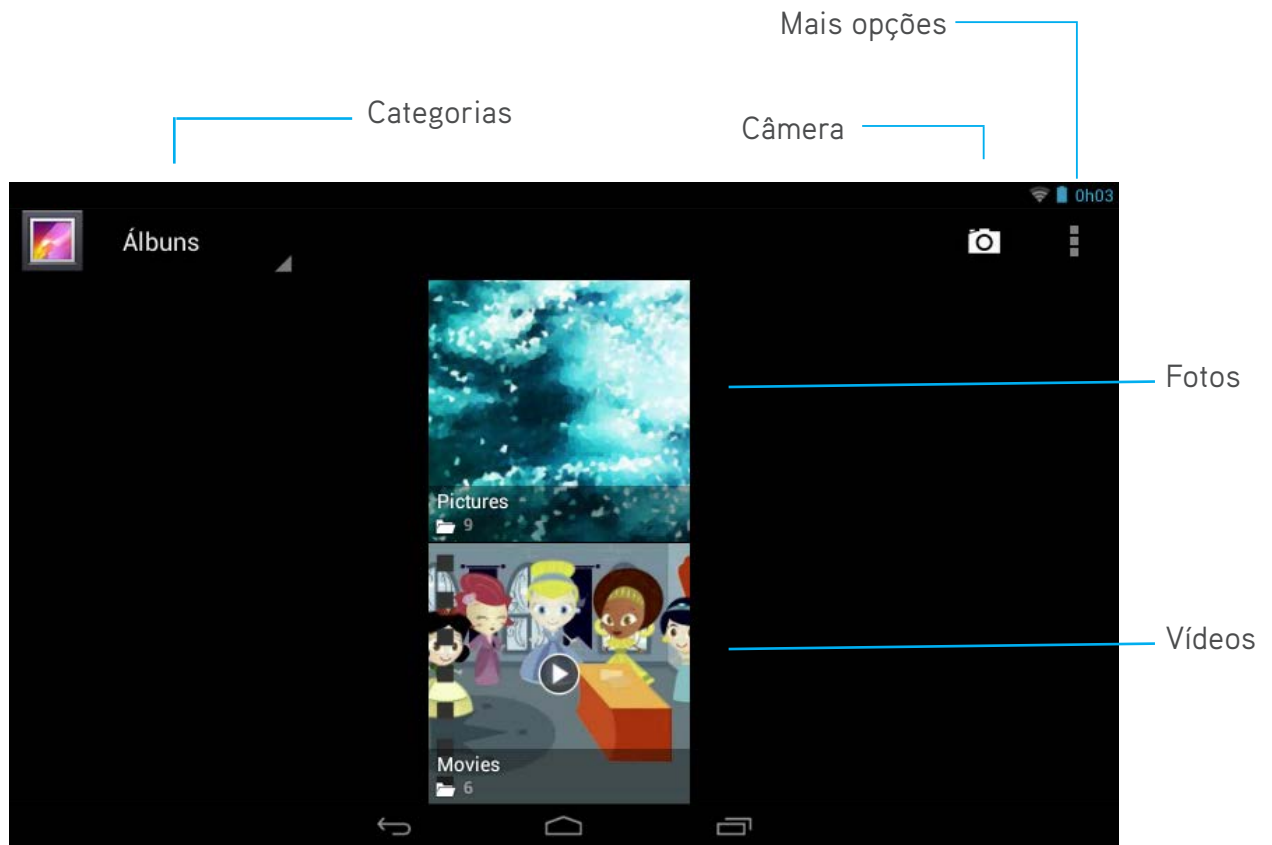 Mais opções
Categorias
Câmera
0h03
Álbuns
Fotos
Pictures
9
Vídeos
Movies
6